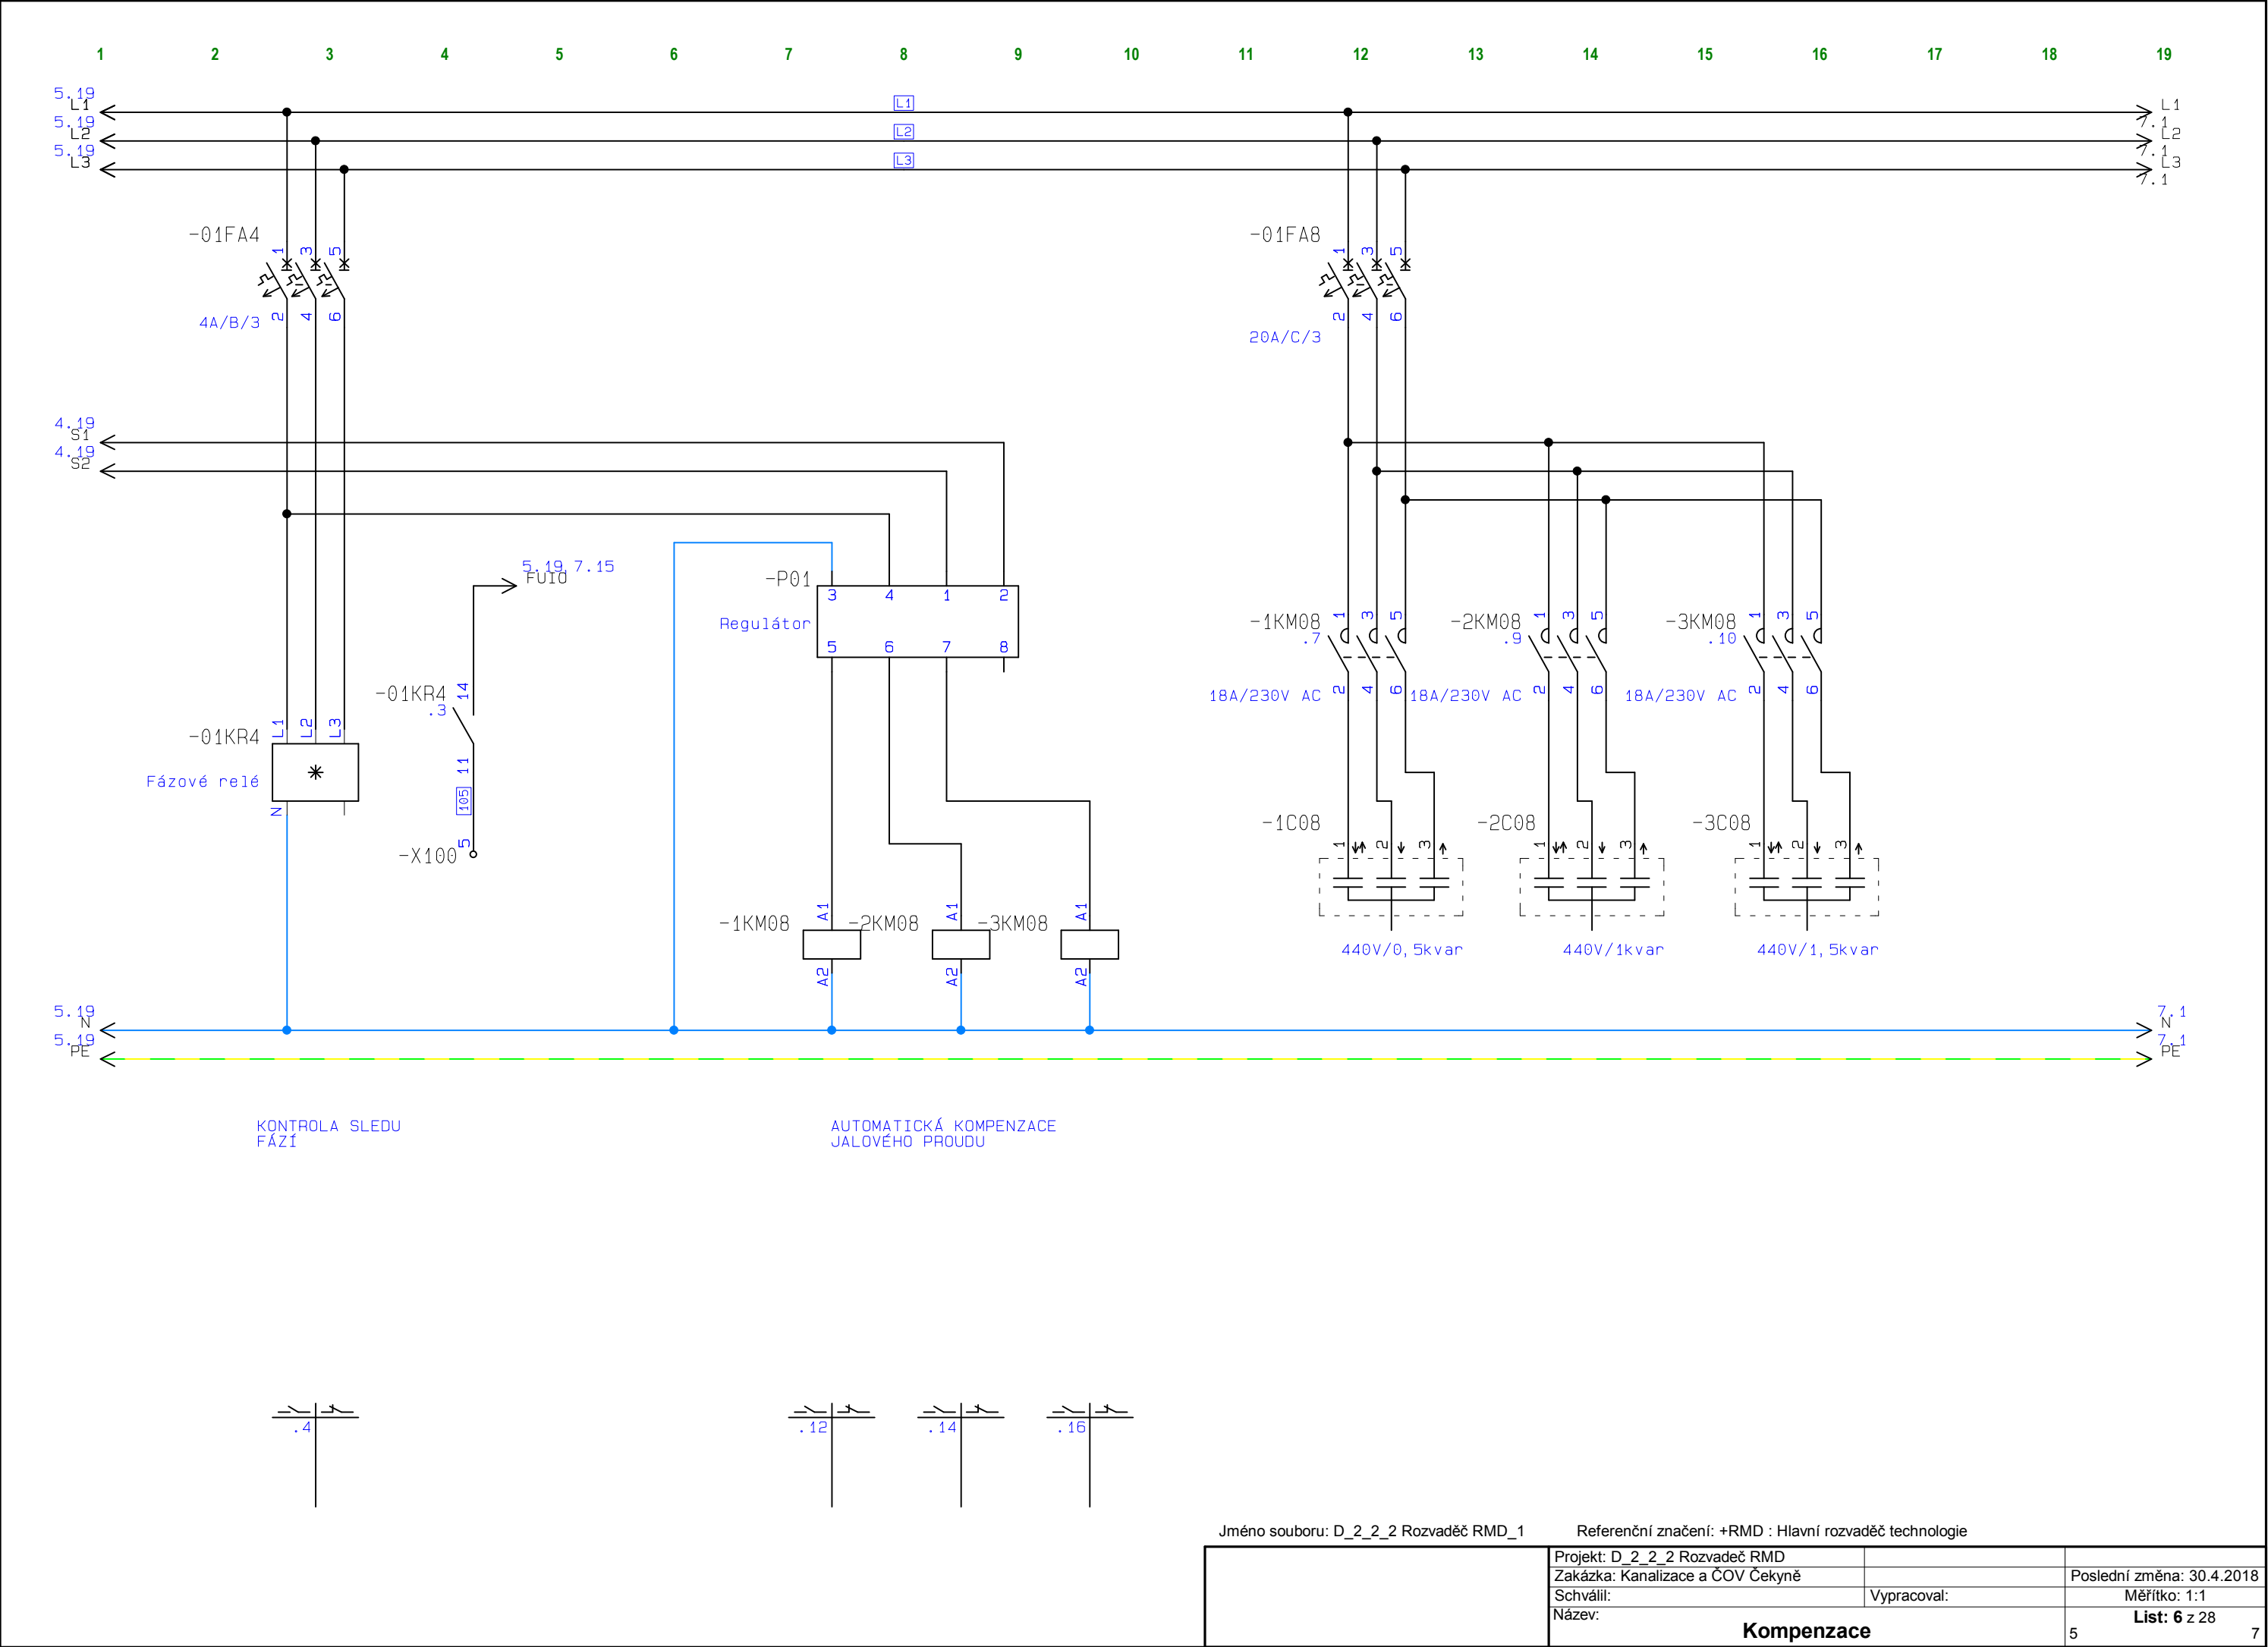 1 2 3 4 5 6 7 8 9 10 11 12 13 14 15 16 17 18 19
5.19
L1
5.19
L2
5.19
L3
L1
L2
L3
L1
7.1
L2
7.1
L3
7.1
-01FA4
1 3 5
2 4 6
4A/B/3
-01FA8
1 3 5
2 4 6
20A/C/3
4.19
S1
4.19
S2
5.19 7.15
FUIO
-P01
3 4 1 2
Regulátor
5 6 7 8
-1KM08
.7
1 3 5
2 4 6
18A/230V AC
-2KM08
.9
1 3 5
2 4 6
18A/230V AC
-3KM08
.10
1 3 5
2 4 6
18A/230V AC
-01KR4
.3
14
11
105
5
-X100
-01KR4
L1 L2 L3
Fázové relé
N
-1C08
1 2 3
440V/0,5kvar
-2C08
1 2 3
440V/1kvar
-3C08
1 2 3
440V/1,5kvar
-1KM08
A1
A2
-2KM08
A1
A2
-3KM08
A1
A2
5.19
N
5.19
PE
7.1
N
7.1
PE
KONTROLA SLEDU
FÁZÍ
AUTOMATICKÁ KOMPENZACE
JALOVÉHO PROUDU
.4
.12
.14
.16
Jméno souboru: D_2_2_2 Rozvaděč RMD_1
Referenční značení: +RMD : Hlavní rozvaděč technologie
Projekt: D_2_2_2 Rozvadeč RMD
Zakázka: Kanalizace a ČOV Čekyně
Poslední změna: 30.4.2018
Schválil:
Vypracoval:
Měřítko: 1:1
Název:
Kompenzace
List: 6 z 28
5 7